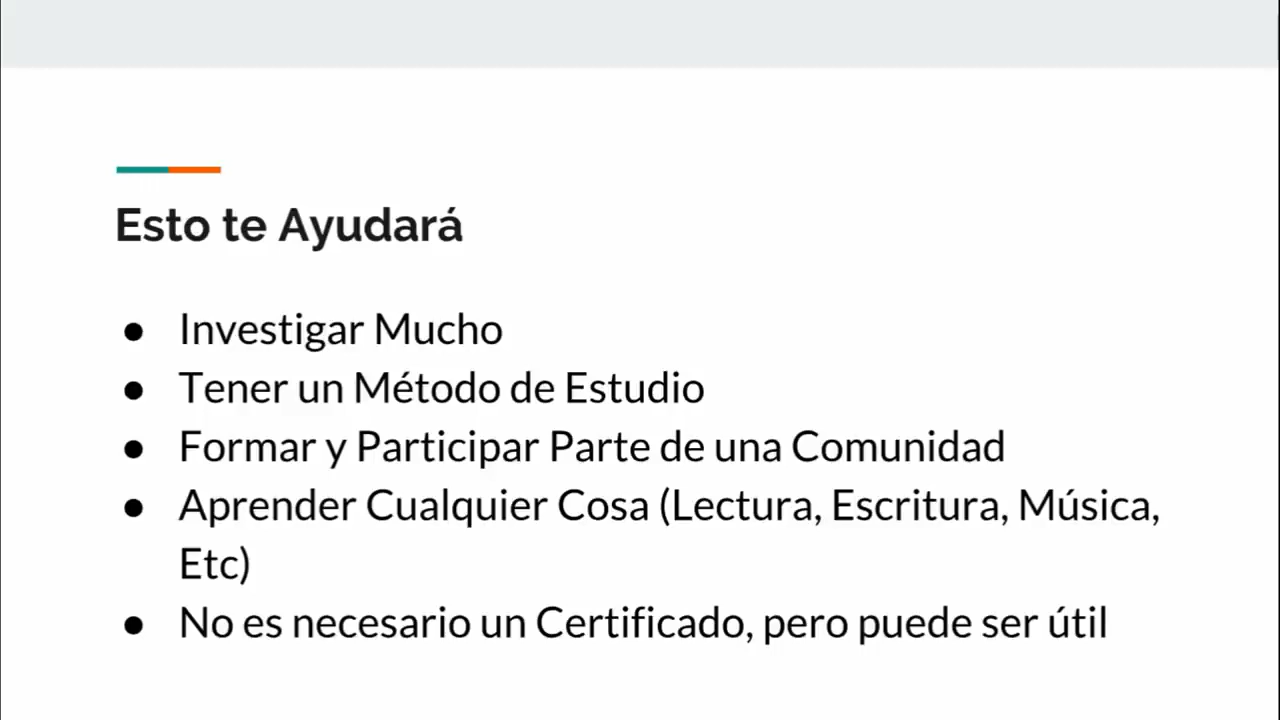 Esto te Ayudará
● Investigar Mucho
● Tener un Método de Estudio
● Formar y Participar Parte de una Comunidad
● Aprender Cualquier Cosa (Lectura, Escritura, Música,
Etc)
● No es necesario un Certificado, pero puede ser útil